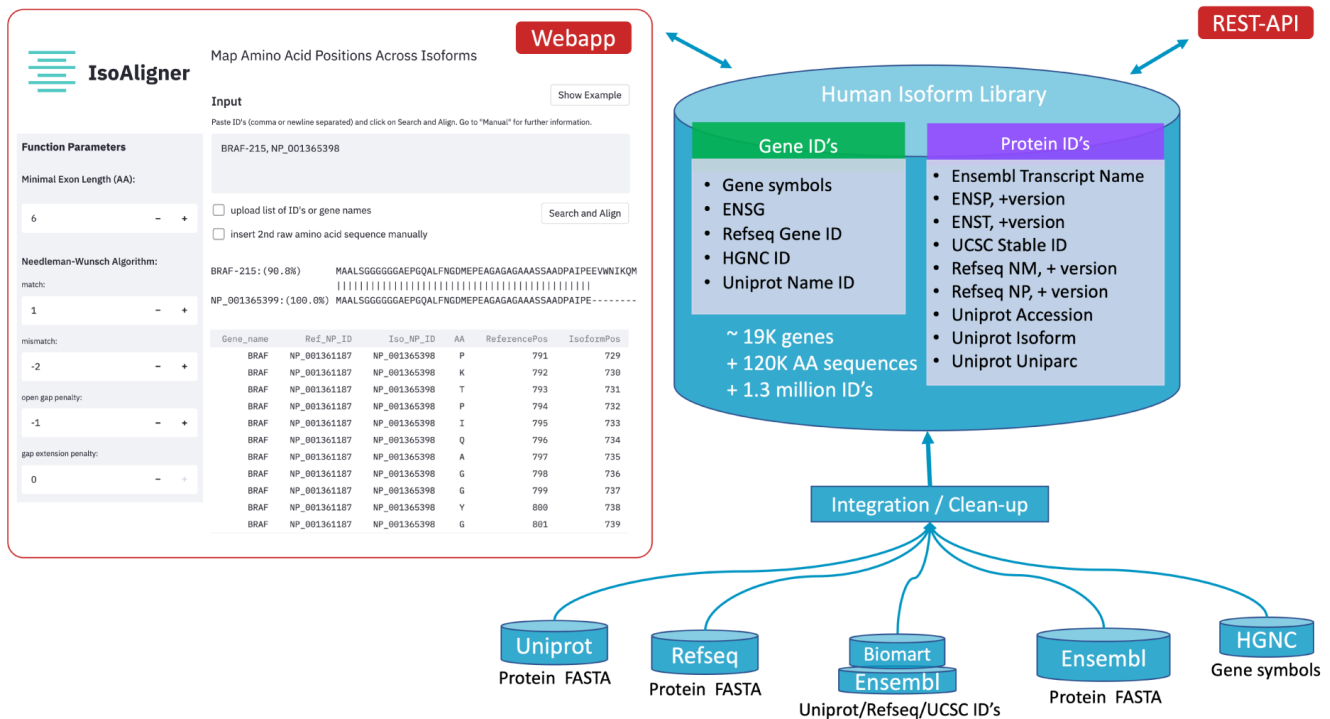 Webapp
IsoAligner
Map Amino Acid Positions Across Isoforms
Show Example
Input
Paste ID's (comma or newline separated) and click on Search and Align. Go to "Manual" for further information.
BRAF-215, NP_001365398
upload list of ID's or gene names
Search and Align
insert 2nd raw amino acid sequence manually
Function Parameters
Minimal Exon Length (AA):
6 - +
Needleman-Wunsch Algorithm:
match:
1 - +
mismatch:
-2 - +
open gap penalty:
-1 - +
gap extension penalty:
0 - +
BRAF-215:(90.8%) MAALSGGGGGGAEPGQALFNGDMEPEAGAGAGAAASSAADPAIPEEVWNIKQM
||||||||||||||||||||||||||||||||||||||||||||
NP_001365399:(100.0%) MAALSGGGGGGAEPGQALFNGDMEPEAGAGAGAAASSAADPAIPE--------
Gene_name Ref_NP_ID Iso_NP_ID AA ReferencePos IsoformPos
BRAF NP_001361187 NP_001365398 P 791 729
BRAF NP_001361187 NP_001365398 K 792 730
BRAF NP_001361187 NP_001365398 T 793 731
BRAF NP_001361187 NP_001365398 P 794 732
BRAF NP_001361187 NP_001365398 I 795 733
BRAF NP_001361187 NP_001365398 Q 796 734
BRAF NP_001361187 NP_001365398 A 797 735
BRAF NP_001361187 NP_001365398 G 798 736
BRAF NP_001361187 NP_001365398 G 799 737
BRAF NP_001361187 NP_001365398 Y 800 738
BRAF NP_001361187 NP_001365398 G 801 739
REST-API
Human Isoform Library
Gene ID's
• Gene symbols
• ENSG
• Refseq Gene ID
• HGNC ID
• Uniprot Name ID
Protein ID's
• Ensembl Transcript Name
• ENSP, +version
• ENST, +version
• UCSC Stable ID
• Refseq NM, + version
• Refseq NP, + version
• Uniprot Accession
• Uniprot Isoform
• Uniprot Uniparc
~ 19K genes
+ 120K AA sequences
+ 1.3 million ID's
Integration / Clean-up
Uniprot
Protein FASTA
Refseq
Protein FASTA
Biomart
Ensembl
Uniprot/Refseq/UCSC ID's
Ensembl
Protein FASTA
HGNC
Gene symbols